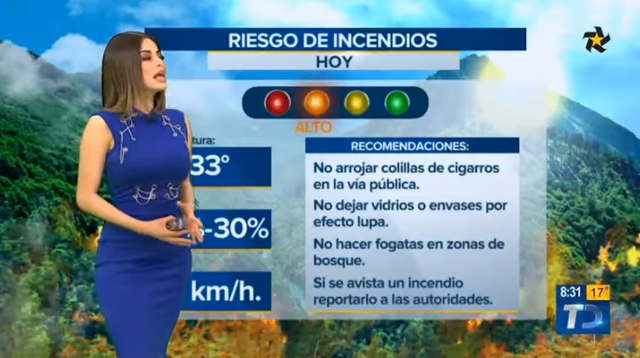 RIESGO DE INCENDIOS
HOY
ALTO
33°
-30%
km/h.
RECOMENDACIONES:
No arrojar colillas de cigarros
en la vía pública.
No dejar vidrios o envases por
efecto lupa.
No hacer fogatas en zonas de
bosque.
Si se avista un incendio
reportarlo a las autoridades.
8:31 17°
TD